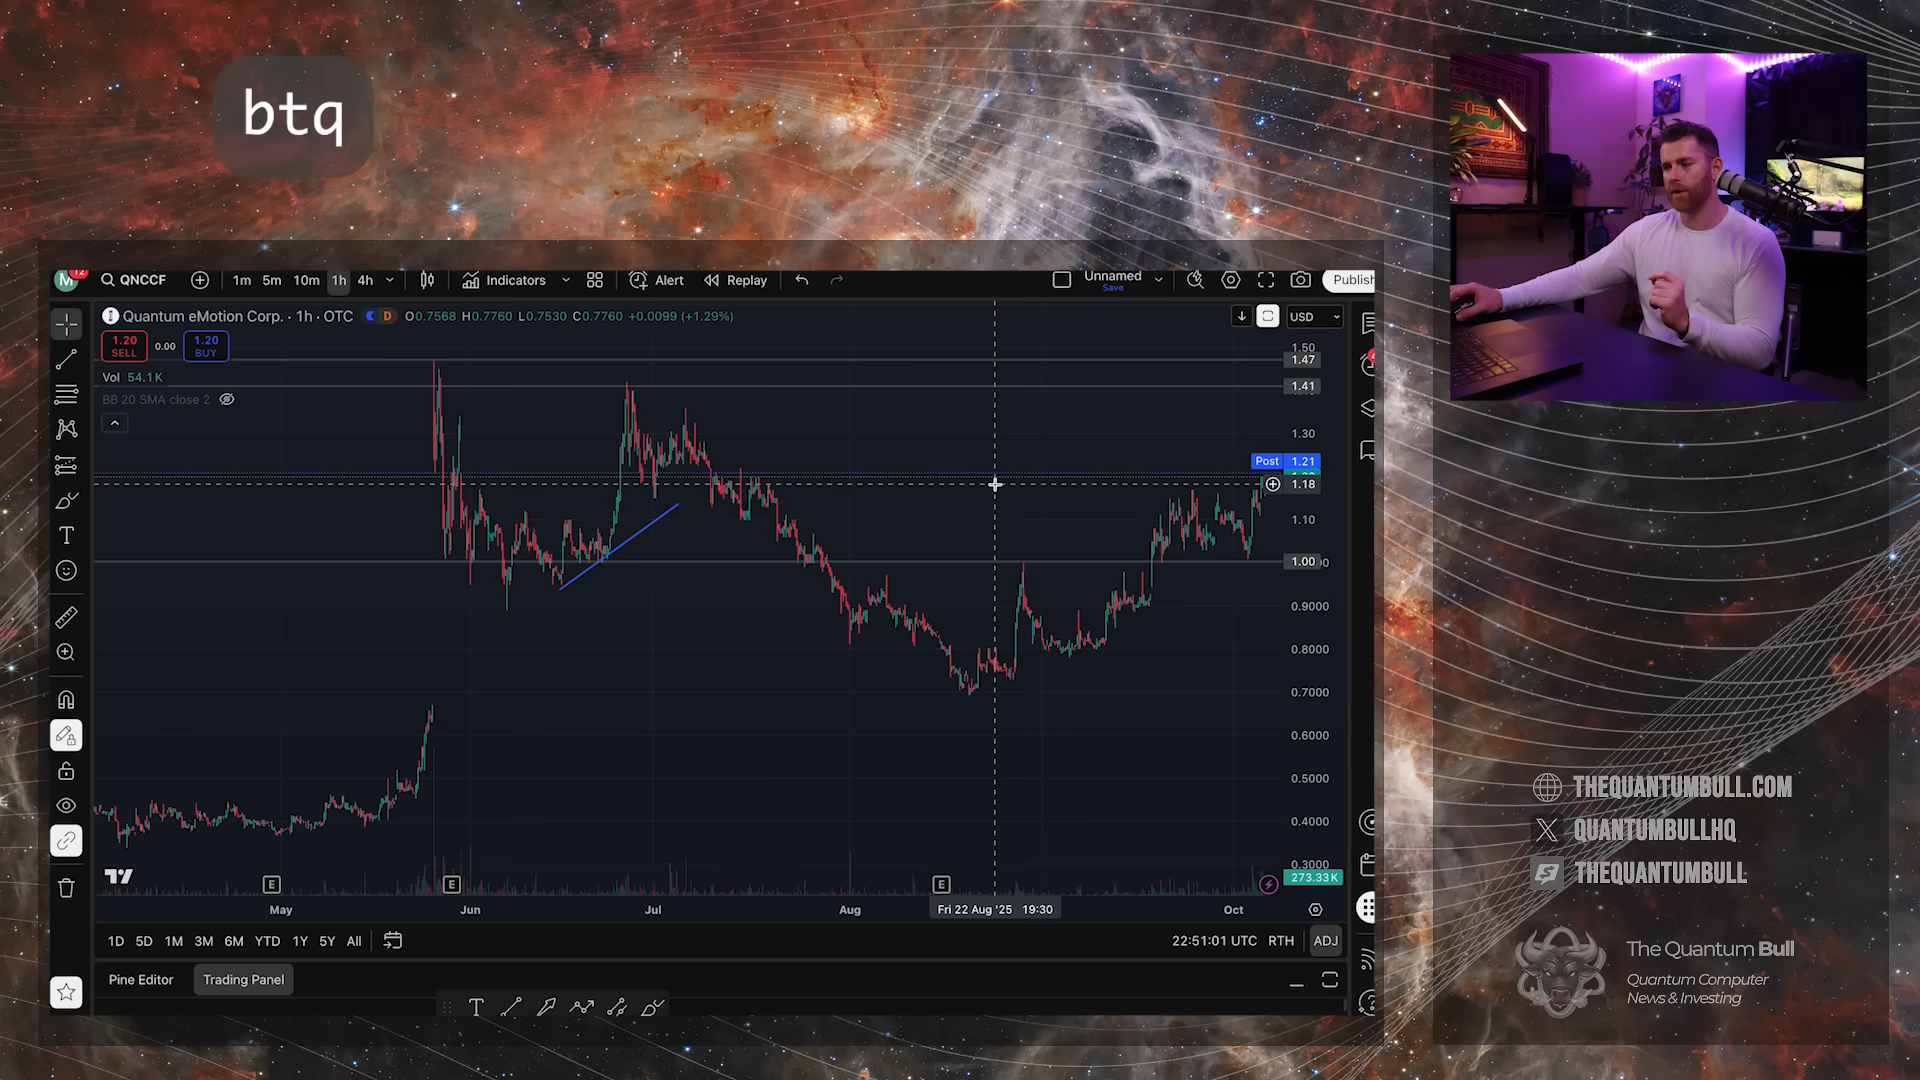 btq
M 12 QNCCF 1m 5m 10m 1h 4h Indicators Alert Replay Unnamed Save Publish
Quantum eMotion Corp. · 1h · OTC D O0.7568 H0.7760 L0.7530 C0.7760 +0.0099 (+1.29%) USD
1.20 SELL 0.00 1.20 BUY
Vol 54.1K
BB 20 SMA close 2
1.50
1.47
1.41
1.30
Post 1.21
1.18
1.10
1.00
0.9000
0.8000
0.7000
0.6000
0.5000
0.4000
0.3000
273.33K
E E E
May Jun Jul Aug Fri 22 Aug '25 19:30 Oct
1D 5D 1M 3M 6M YTD 1Y 5Y All 22:51:01 UTC RTH ADJ
Pine Editor Trading Panel
THEQUANTUMBULL.COM
QUANTUMBULLHQ
THEQUANTUMBULL
The Quantum Bull
Quantum Computer
News & Investing